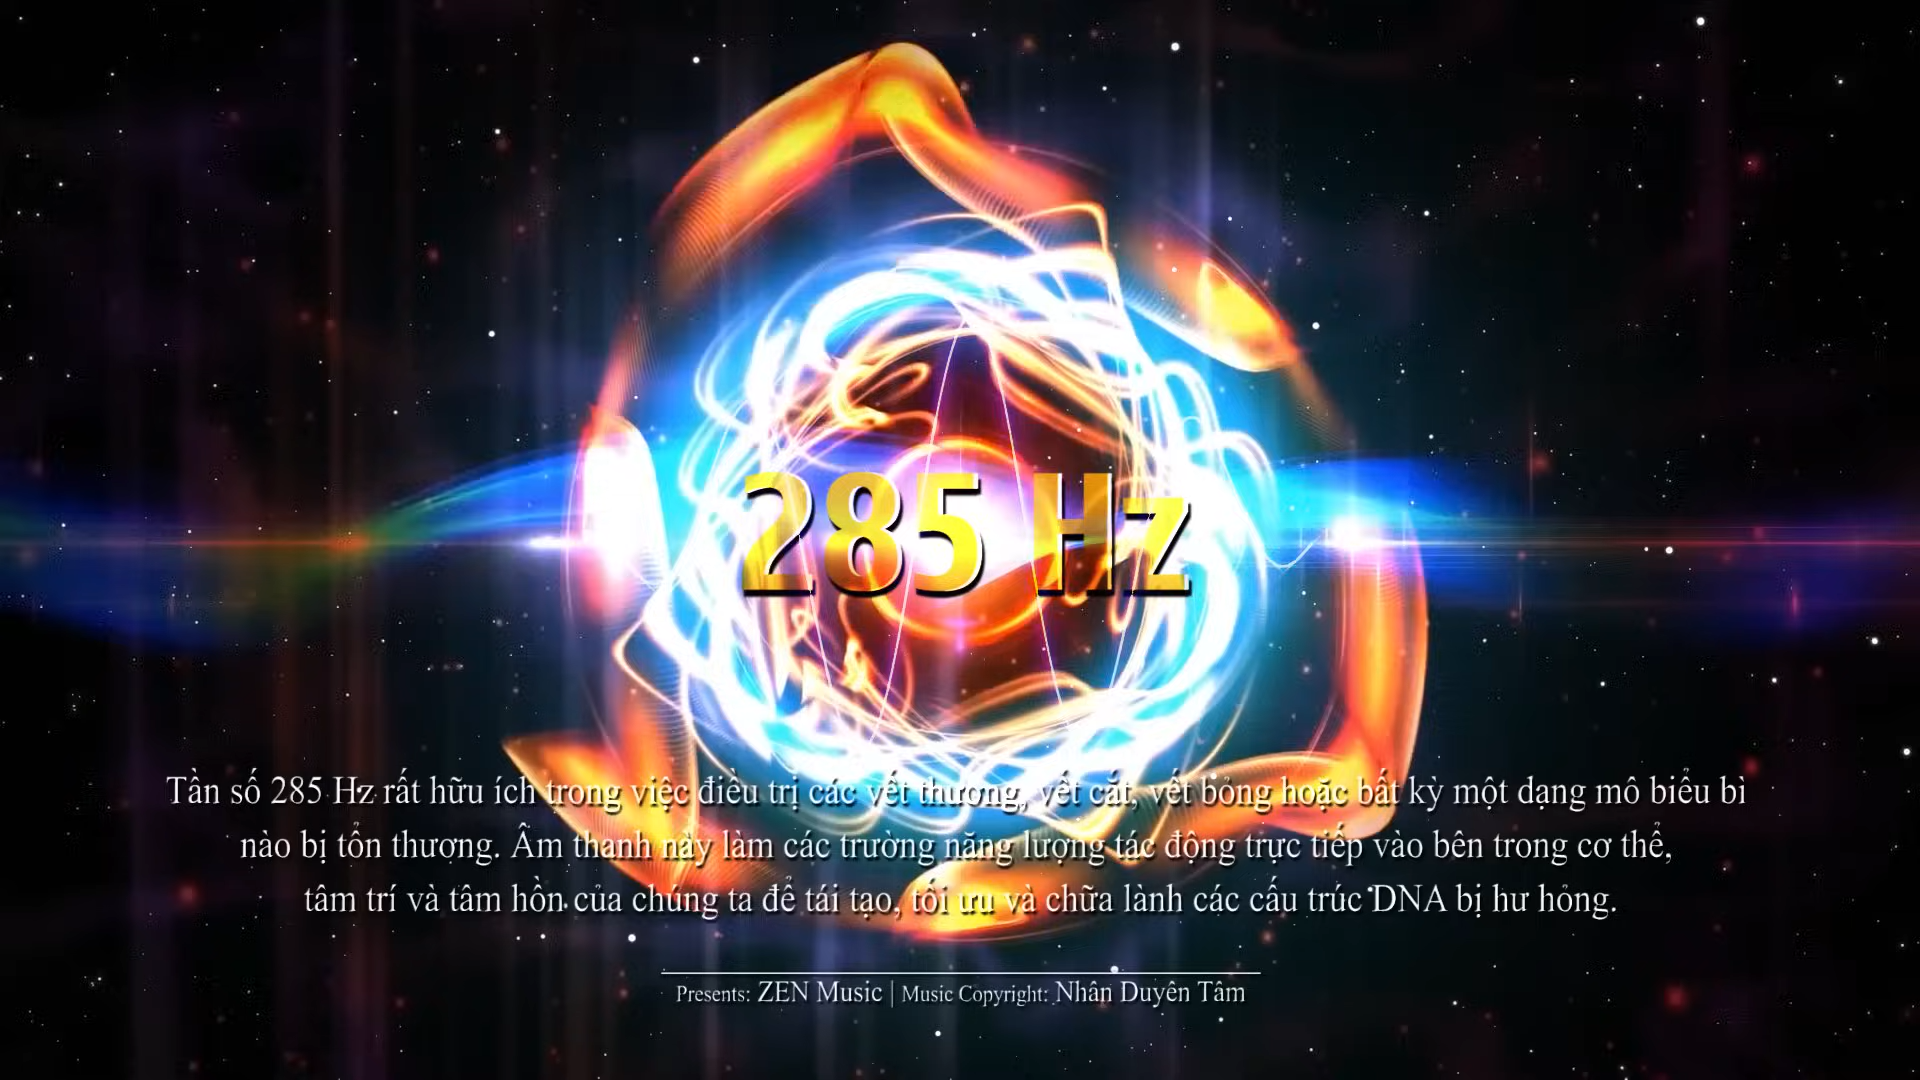 285 Hz
Tần số 285 Hz rất hữu ích trong việc điều trị các vết thương, vết cắt, vết bỏng hoặc bất kỳ một dạng mô biểu bì
nào bị tổn thương. Âm thanh này làm các trường năng lượng tác động trực tiếp vào bên trong cơ thể,
tâm trí và tâm hồn của chúng ta để tái tạo, tối ưu và chữa lành các cấu trúc DNA bị hư hỏng.
Presents: ZEN Music | Music Copyright: Nhân Duyên Tâm